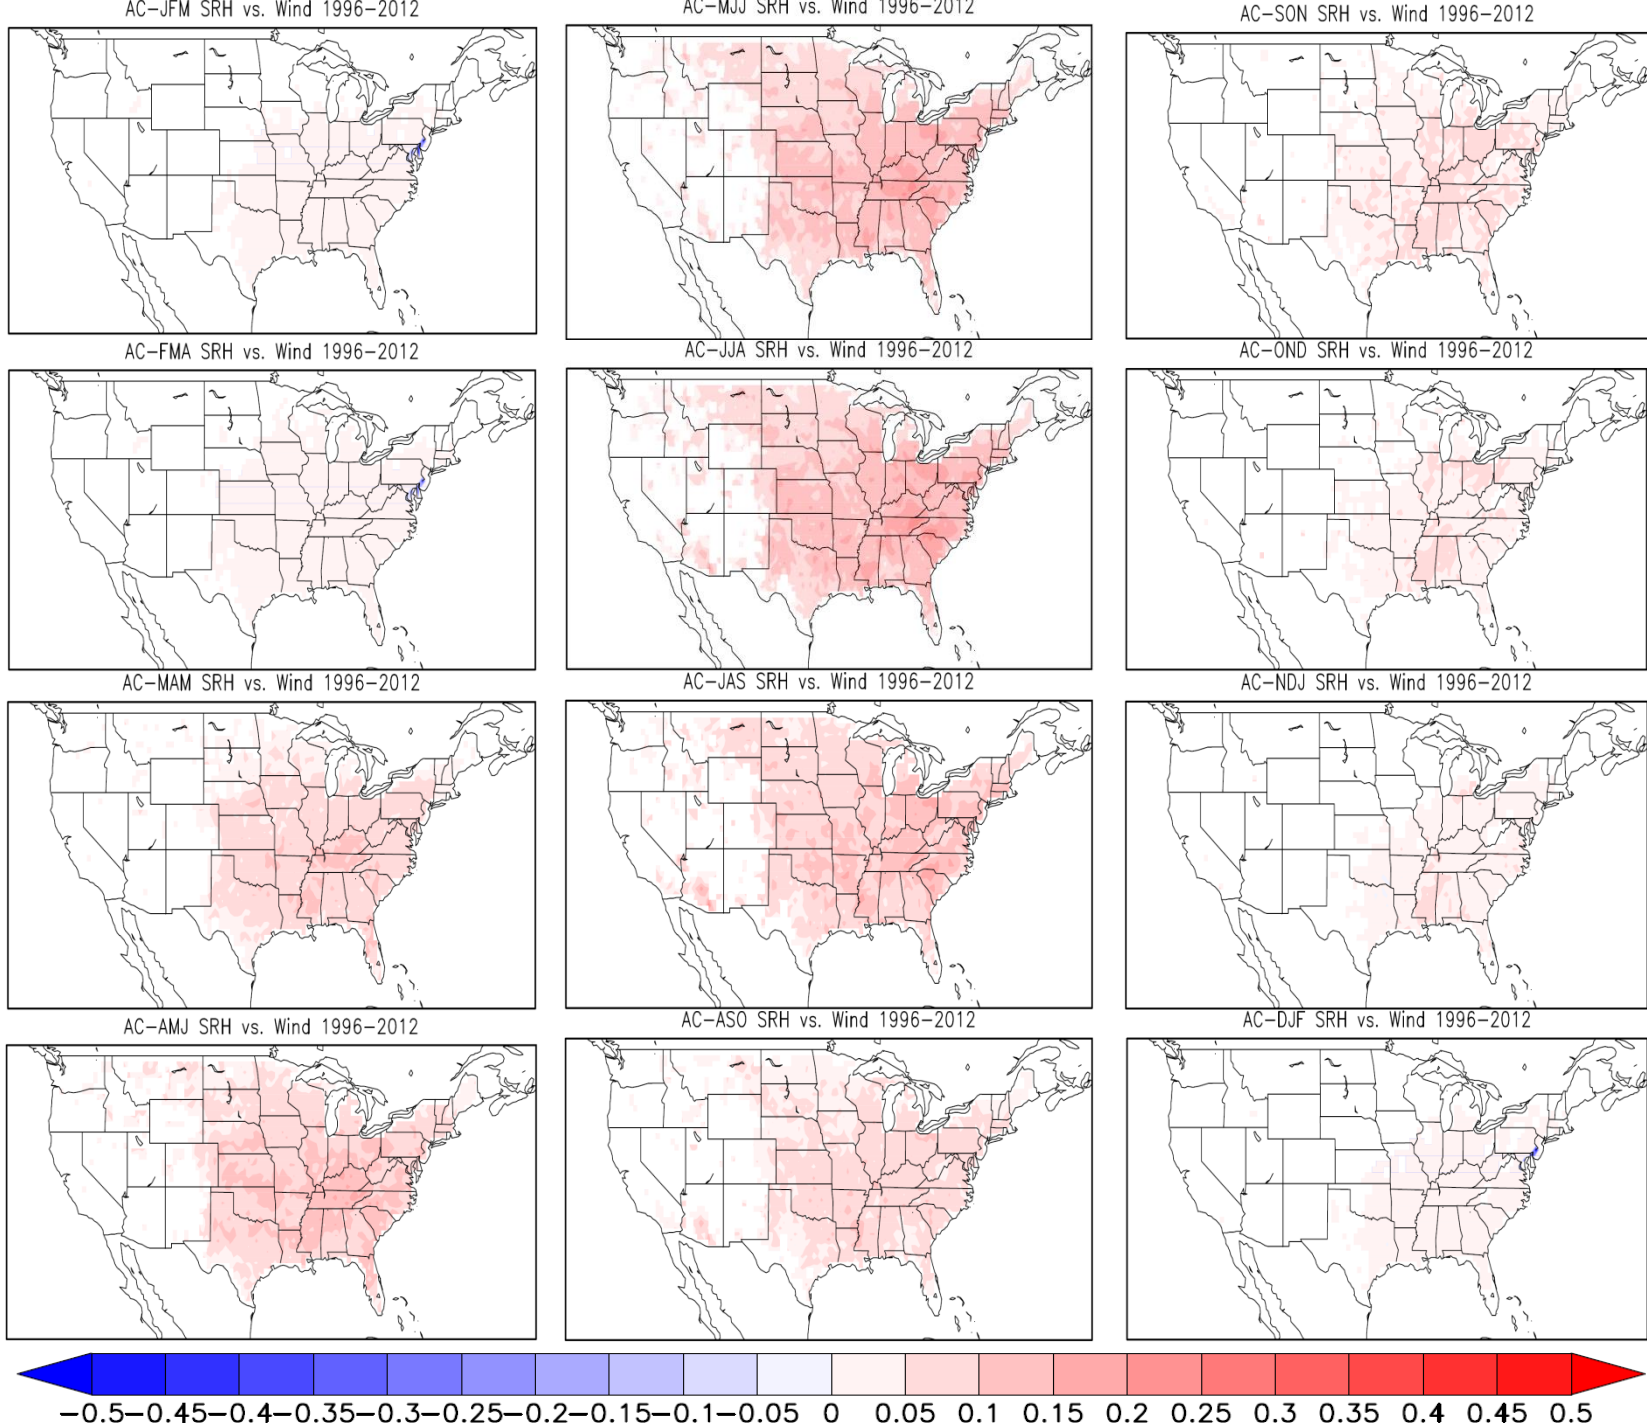 AC-JFM SRH vs. Wind 1996-2012
AC-MJJ SRH vs. Wind 1996-2012
AC-SON SRH vs. Wind 1996-2012
AC-FMA SRH vs. Wind 1996-2012
AC-JJA SRH vs. Wind 1996-2012
AC-OND SRH vs. Wind 1996-2012
AC-MAM SRH vs. Wind 1996-2012
AC-JAS SRH vs. Wind 1996-2012
AC-NDJ SRH vs. Wind 1996-2012
AC-AMJ SRH vs. Wind 1996-2012
AC-ASO SRH vs. Wind 1996-2012
AC-DJF SRH vs. Wind 1996-2012
-0.5 -0.45 -0.4 -0.35 -0.3 -0.25 -0.2 -0.15 -0.1 -0.05 0 0.05 0.1 0.15 0.2 0.25 0.3 0.35 0.4 0.45 0.5